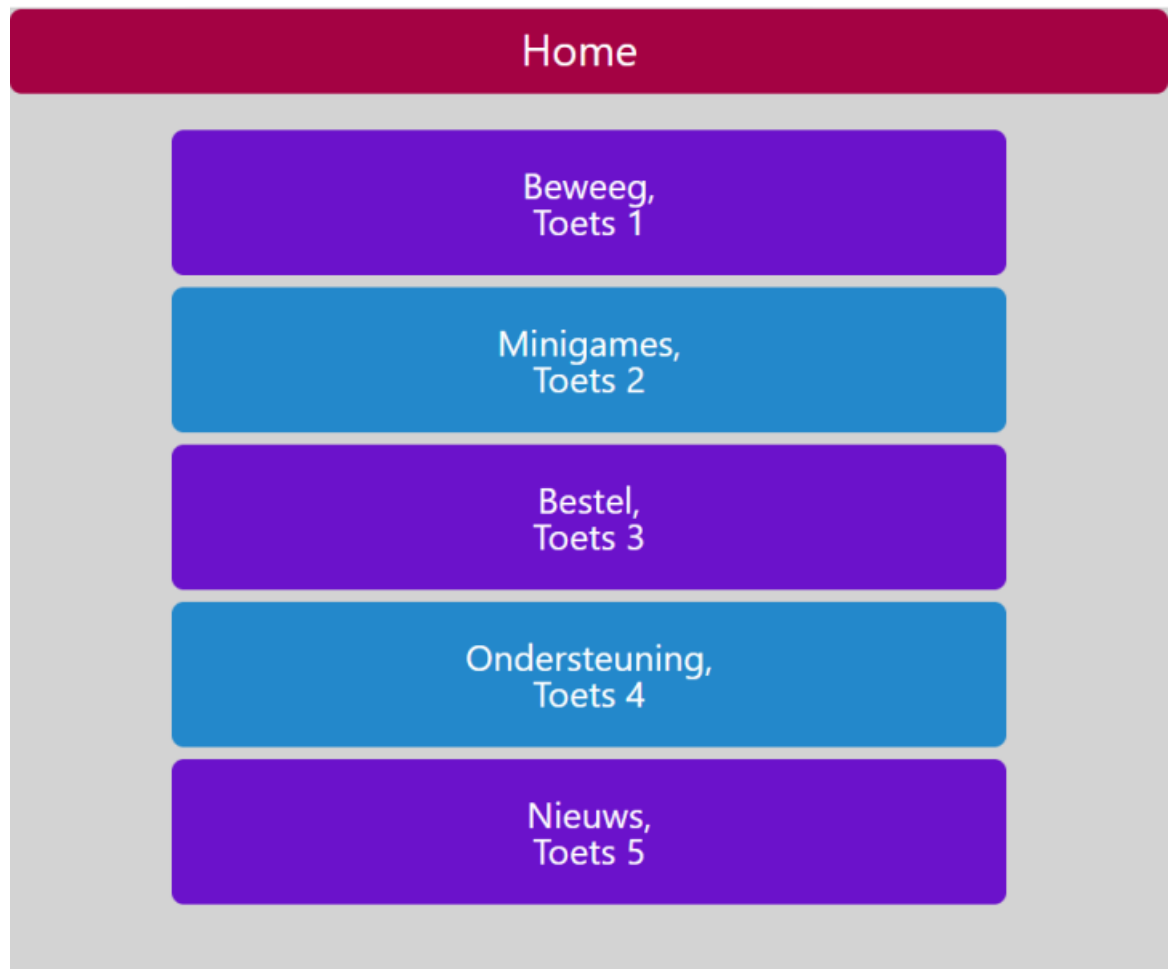 Home
Beweeg,
Toets 1
Minigames,
Toets 2
Bestel,
Toets 3
Ondersteuning,
Toets 4
Nieuws,
Toets 5